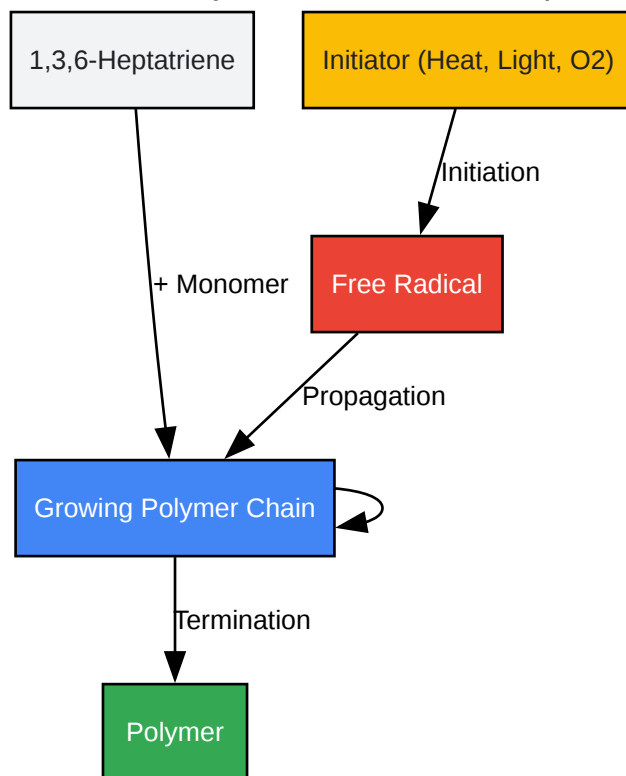 1,3,6-Heptatriene
Initiator (Heat, Light, O2)
Initiation
Free Radical
+ Monomer
Propagation
Growing Polymer Chain
Termination
Polymer